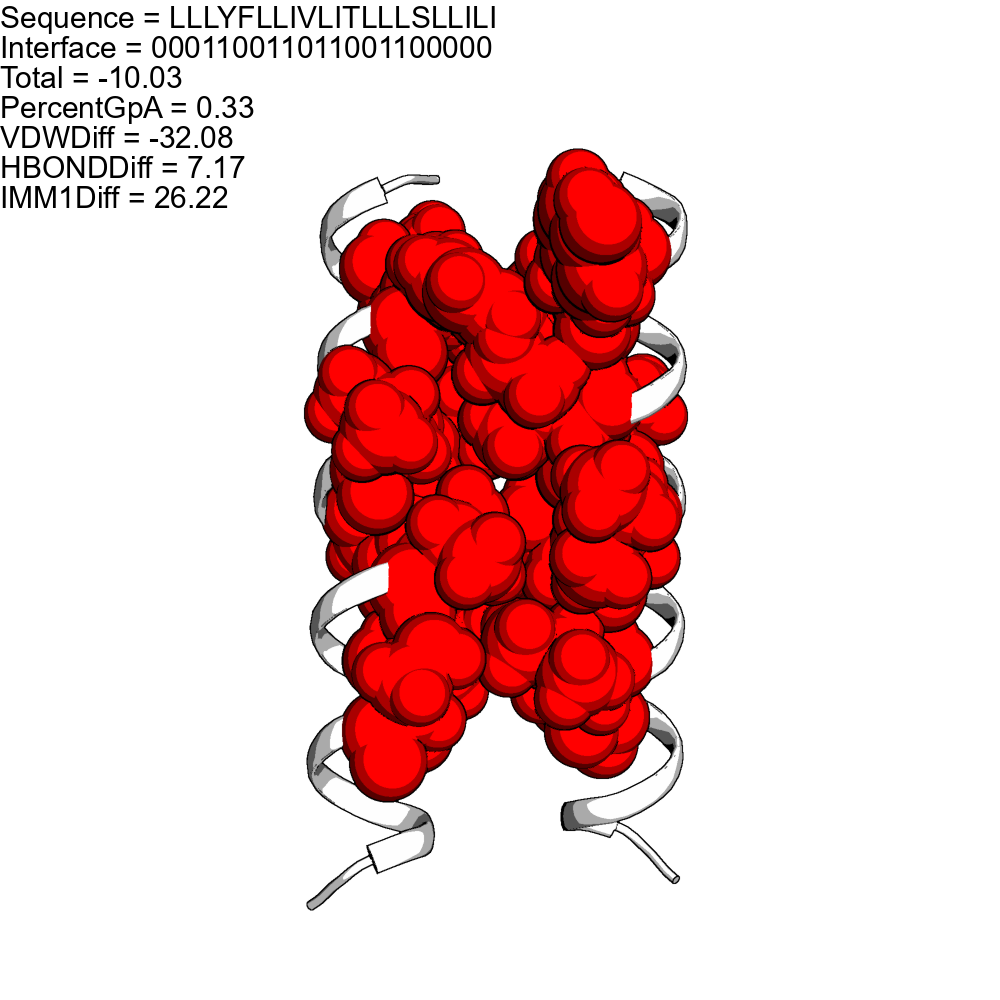 Sequence = LLLYFLLIVLITLLLSLLILI
Interface = 000110011011001100000
Total = -10.03
PercentGpA = 0.33
VDWDiff = -32.08
HBONDDiff = 7.17
IMM1Diff = 26.22